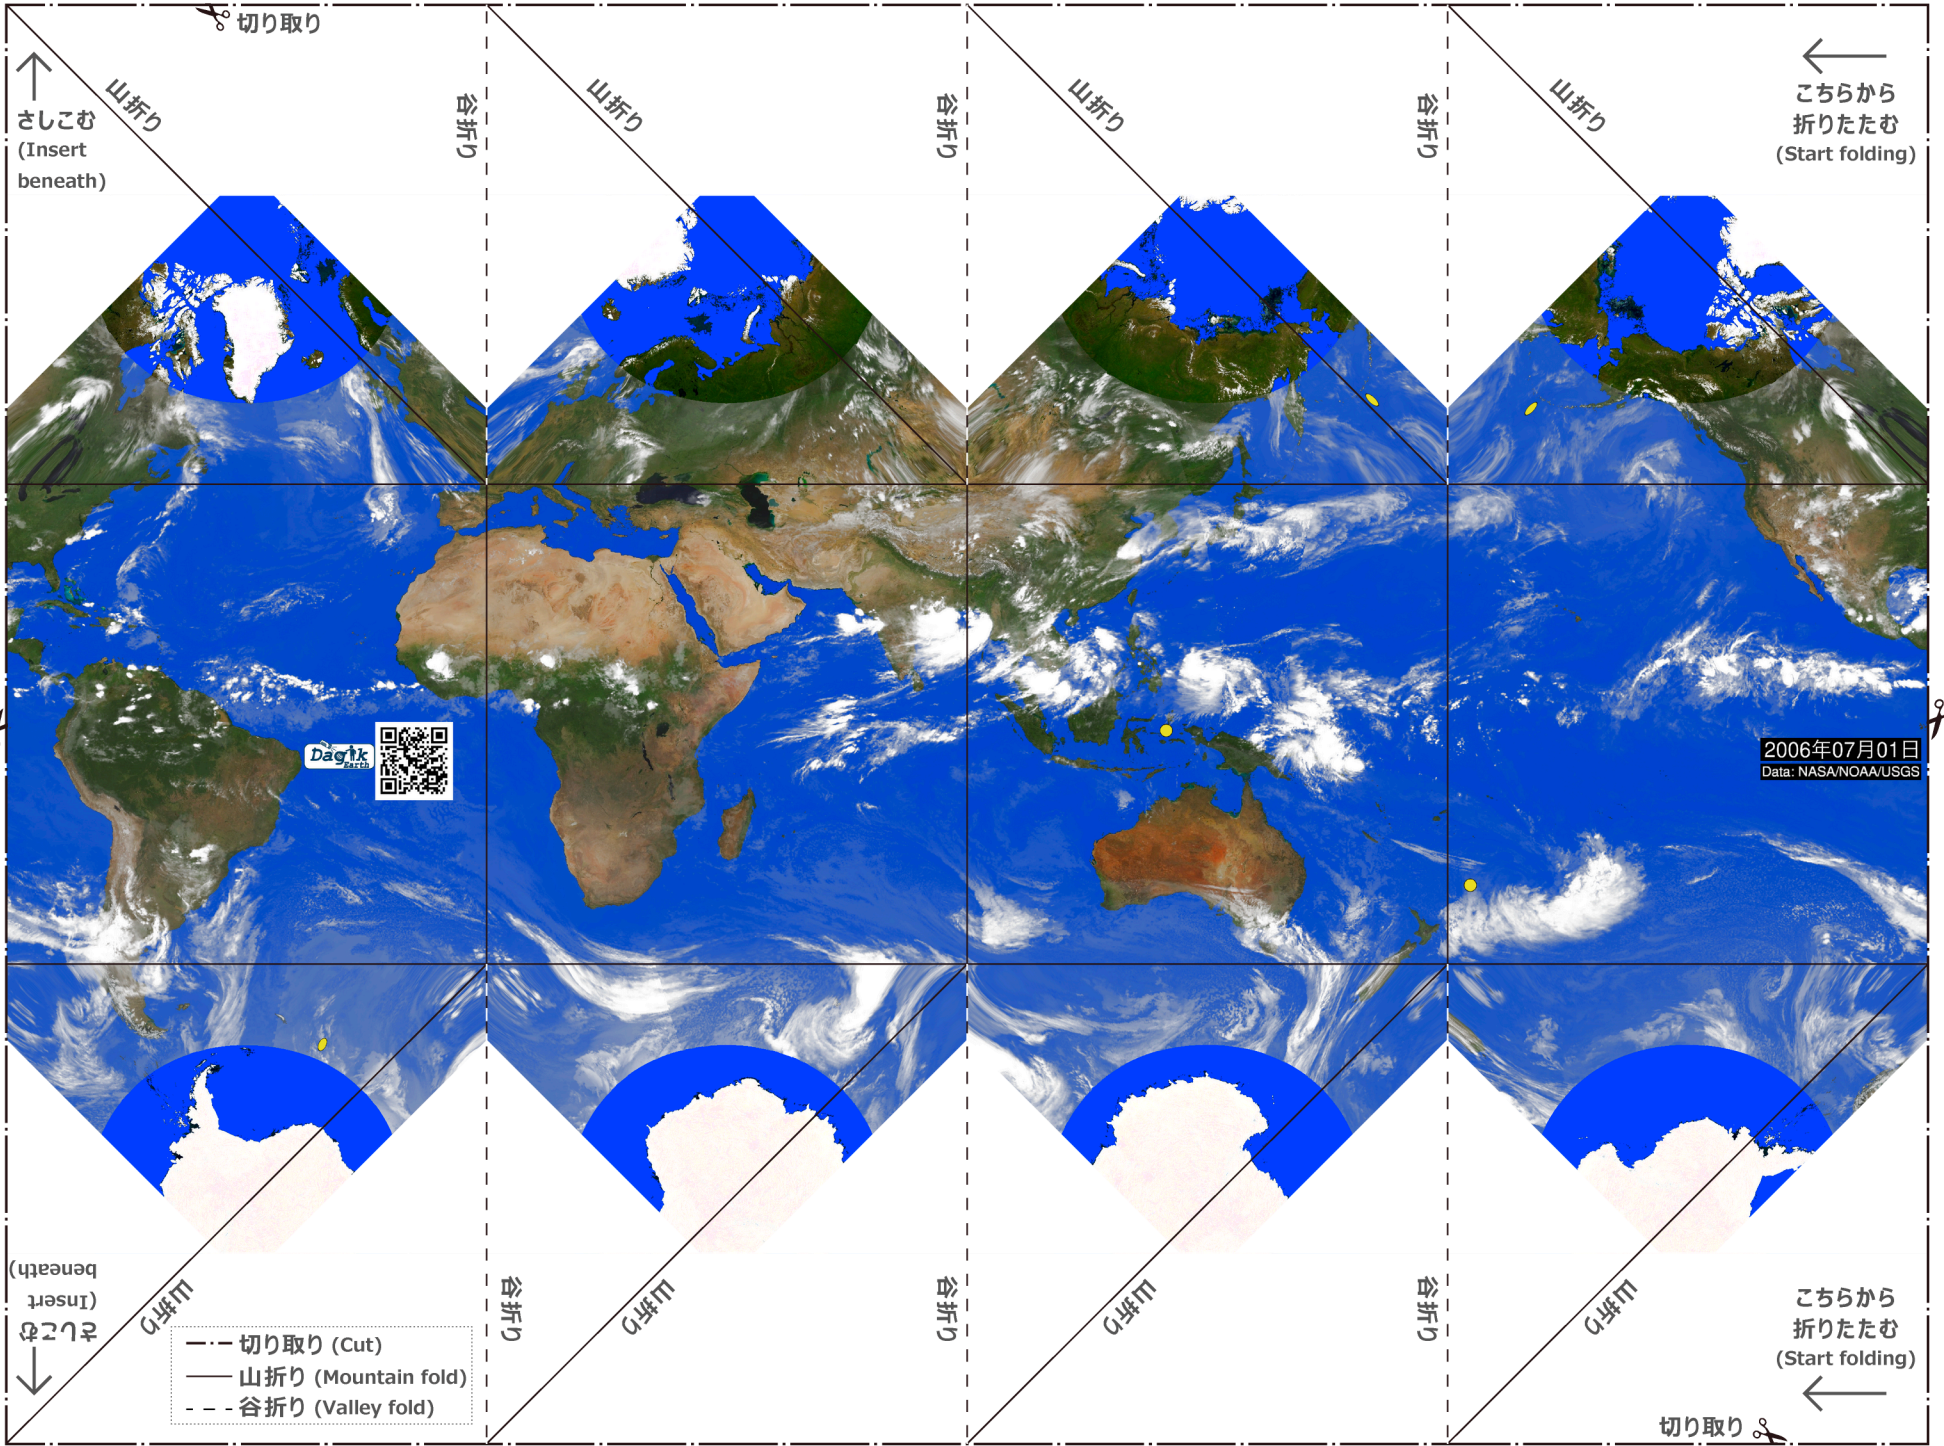 切り取り
さしこむ
(Insert
beneath)
山折り
谷折り
山折り
谷折り
山折り
谷折り
山折り
こちらから
折りたたむ
(Start folding)
Dagik
Earth
2006年07月01日
Data: NASA/NOAA/USGS
さしこむ
(Insert
beneath)
山折り
谷折り
山折り
谷折り
山折り
谷折り
山折り
こちらから
折りたたむ
(Start folding)
切り取り (Cut)
山折り (Mountain fold)
谷折り (Valley fold)
切り取り